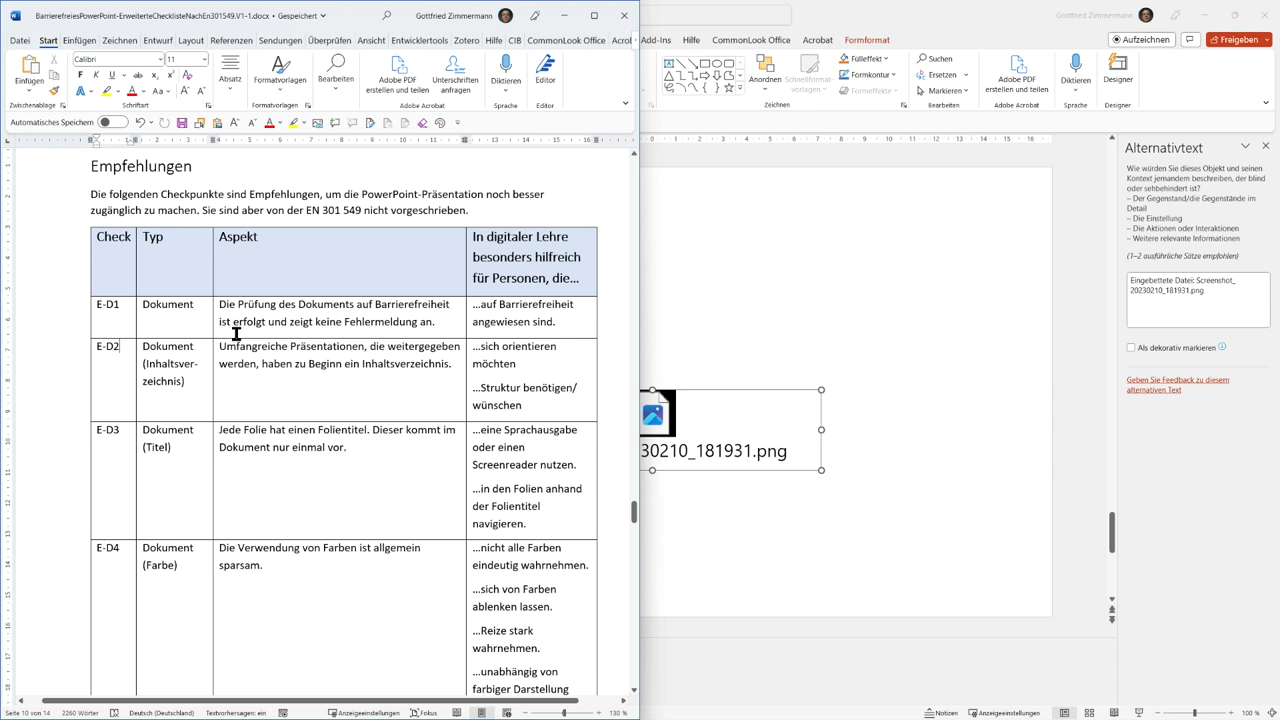 BarrierefreiesPowerPoint-ErweiterteChecklisteNachEn301549.V1-1.docx • Gespeichert
Gottfried Zimmermann
Gottfried Zimmermann
Datei Start Einfügen Zeichnen Entwurf Layout Referenzen Sendungen Überprüfen Ansicht Entwicklertools Zotero Hilfe CIB CommonLook Office Acrol
Add-Ins Hilfe CommonLook Office Acrobat Formformat
Aufzeichnen
Freigeben
Einfügen
Calibri 11
Absatz
Formatvorlagen
Bearbeiten
Adobe PDF erstellen und teilen
Unterschriften anfragen
Diktieren
Editor
Zwischenablage Schriftart Formatvorlagen Adobe Acrobat Sprache Editor
Anordnen
Schnellformat-vorlagen
Fülleffekt
Formkontur
Formeffekte
Suchen
Ersetzen
Markieren
Adobe PDF erstellen und teilen
Diktieren
Designer
Zeichnen Bearbeiten Adobe Acrobat Sprache Designer
Automatisches Speichern
Empfehlungen
Die folgenden Checkpunkte sind Empfehlungen, um die PowerPoint-Präsentation noch besser
zugänglich zu machen. Sie sind aber von der EN 301 549 nicht vorgeschrieben.
Check Typ Aspekt In digitaler Lehre
besonders hilfreich
für Personen, die...
E-D1 Dokument Die Prüfung des Dokuments auf Barrierefreiheit ...auf Barrierefreiheit
ist erfolgt und zeigt keine Fehlermeldung an. angewiesen sind.
E-D2 Dokument Umfangreiche Präsentationen, die weitergegeben ...sich orientieren
(Inhaltsver- werden, haben zu Beginn ein Inhaltsverzeichnis. möchten
zeichnis)
...Struktur benötigen/
wünschen
E-D3 Dokument Jede Folie hat einen Folientitel. Dieser kommt im ...eine Sprachausgabe
(Titel) Dokument nur einmal vor. oder einen
Screenreader nutzen.
...in den Folien anhand
der Folientitel
navigieren.
E-D4 Dokument Die Verwendung von Farben ist allgemein ...nicht alle Farben
(Farbe) sparsam. eindeutig wahrnehmen.
...sich von Farben
ablenken lassen.
...Reize stark
wahrnehmen.
...unabhängig von
farbiger Darstellung
30210_181931.png
Alternativtext
Wie würden Sie dieses Objekt und seinen
Kontext jemandem beschreiben, der blind
oder sehbehindert ist?
– Der Gegenstand/die Gegenstände im
Detail
– Die Einstellung
– Die Aktionen oder Interaktionen
– Weitere relevante Informationen
(1–2 ausführliche Sätze empfohlen)
Eingebettete Datei: Screenshot_
20230210_181931.png
Als dekorativ markieren
Geben Sie Feedback zu diesem
alternativen Text
Seite 10 von 14 2260 Wörter Deutsch (Deutschland) Textvorhersagen: ein Anzeigeeinstellungen Fokus 130 %
Notizen Anzeigeeinstellungen 100 %